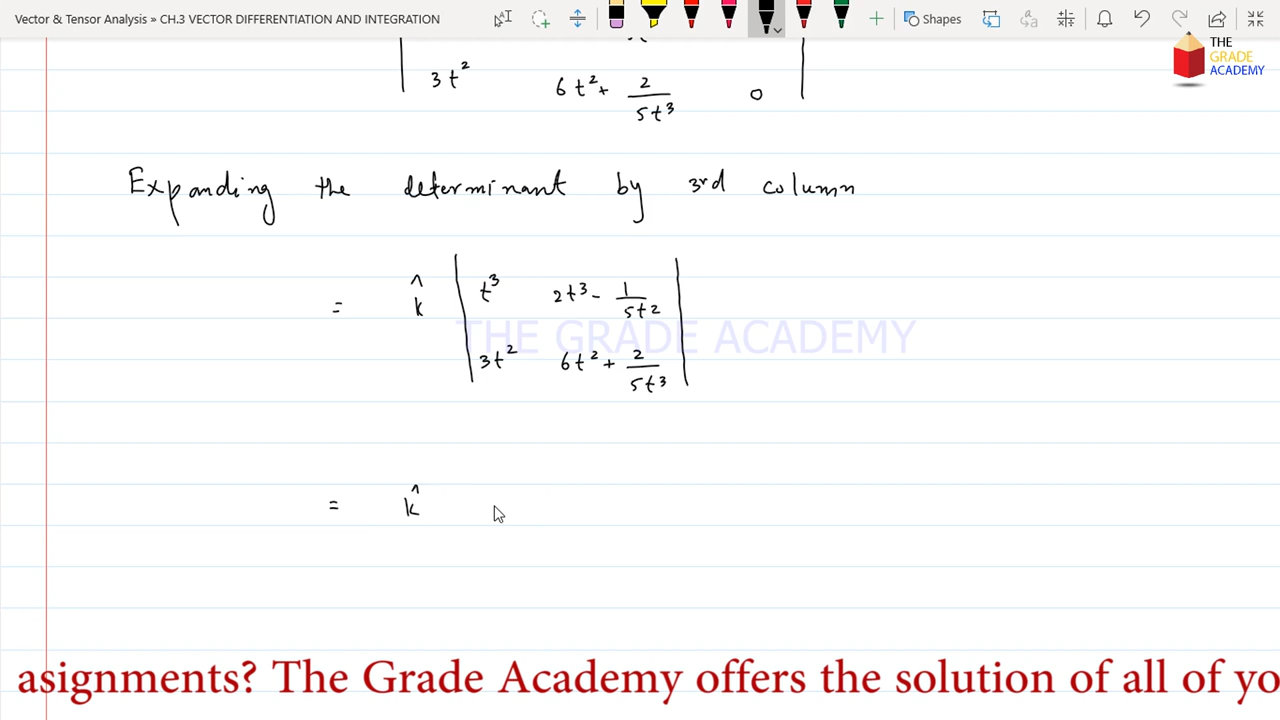 Vector & Tensor Analysis » CH.3 VECTOR DIFFERENTIATION AND INTEGRATION
Shapes
THE
GRADE
ACADEMY
3t² 6t² + 2/5t³ 0
Expanding the determinant by 3rd column
= k̂ | t³ 2t³ - 1/5t² |
THE GRADE ACADEMY
| 3t² 6t² + 2/5t³ |
= k̂
asignments? The Grade Academy offers the solution of all of yo